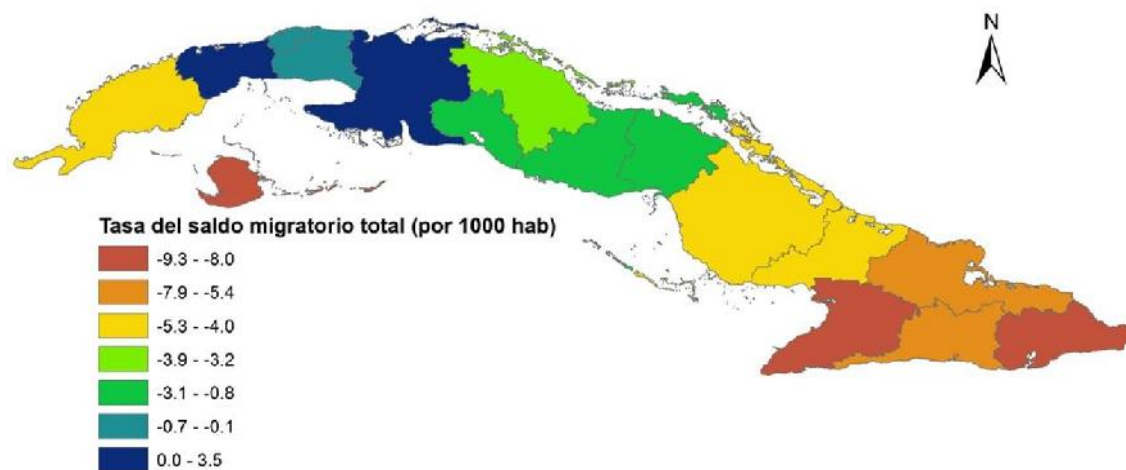 N
Tasa del saldo migratorio total (por 1000 hab)
-9.3 - -8.0
-7.9 - -5.4
-5.3 - -4.0
-3.9 - -3.2
-3.1 - -0.8
-0.7 - -0.1
0.0 - 3.5